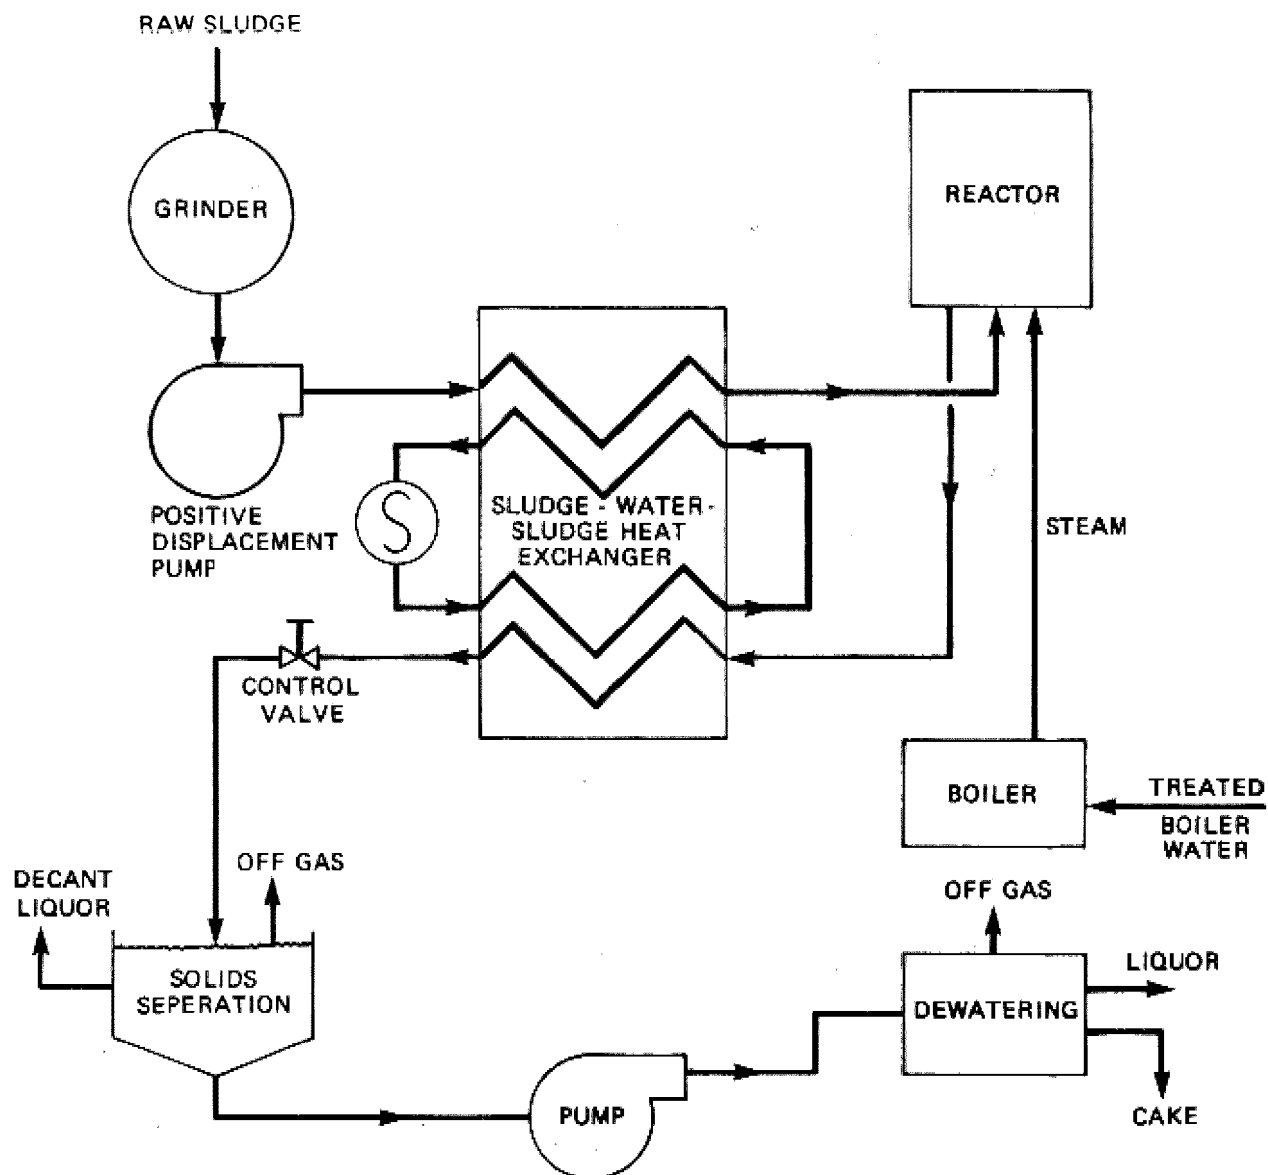 RAW SLUDGE
GRINDER
REACTOR
POSITIVE
DISPLACEMENT
PUMP
SLUDGE - WATER -
SLUDGE HEAT
EXCHANGER
STEAM
CONTROL
VALVE
BOILER
TREATED
BOILER
WATER
DECANT
LIQUOR
OFF GAS
SOLIDS
SEPERATION
OFF GAS
LIQUOR
DEWATERING
PUMP
CAKE